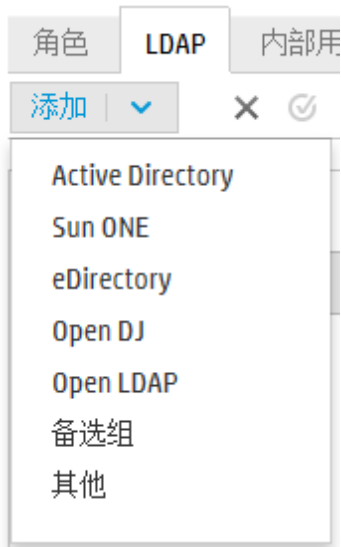 角色 LDAP 内部用
添加
Active Directory
Sun ONE
eDirectory
Open DJ
Open LDAP
备选组
其他